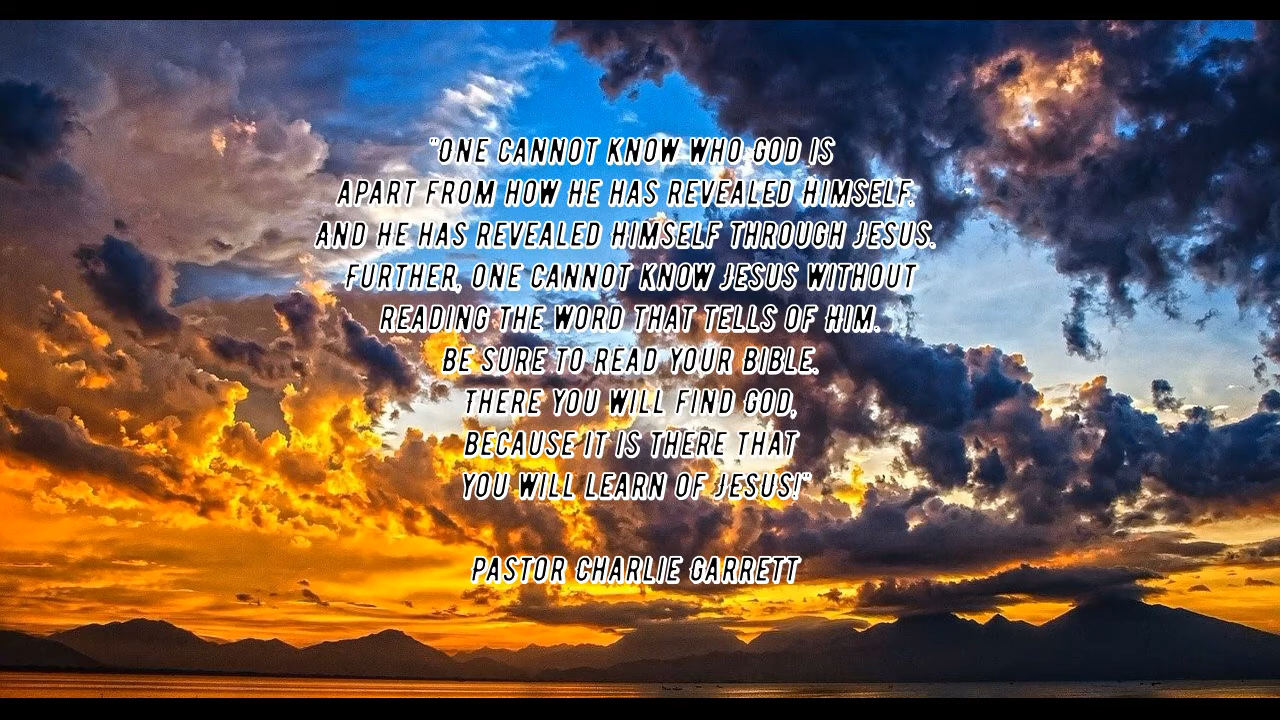 "ONE CANNOT KNOW WHO GOD IS
APART FROM HOW HE HAS REVEALED HIMSELF.
AND HE HAS REVEALED HIMSELF THROUGH JESUS.
FURTHER, ONE CANNOT KNOW JESUS WITHOUT
READING THE WORD THAT TELLS OF HIM.
BE SURE TO READ YOUR BIBLE.
THERE YOU WILL FIND GOD,
BECAUSE IT IS THERE THAT
YOU WILL LEARN OF JESUS!"
PASTOR CHARLIE GARRETT